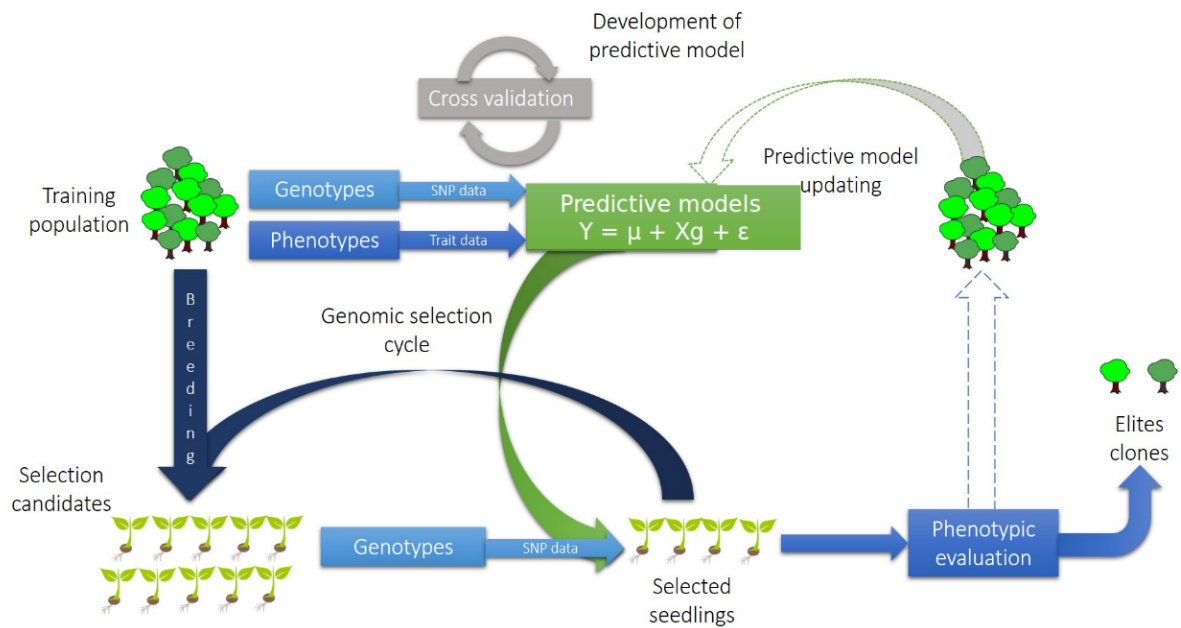 Development of
predictive model
Cross validation
Training
population
Genotypes
SNP data
Phenotypes
Trait data
Predictive models
Y = μ + Xg + ε
Predictive model
updating
Breeding
Genomic selection
cycle
Elites
clones
Selection
candidates
Genotypes
SNP data
Selected
seedlings
Phenotypic
evaluation